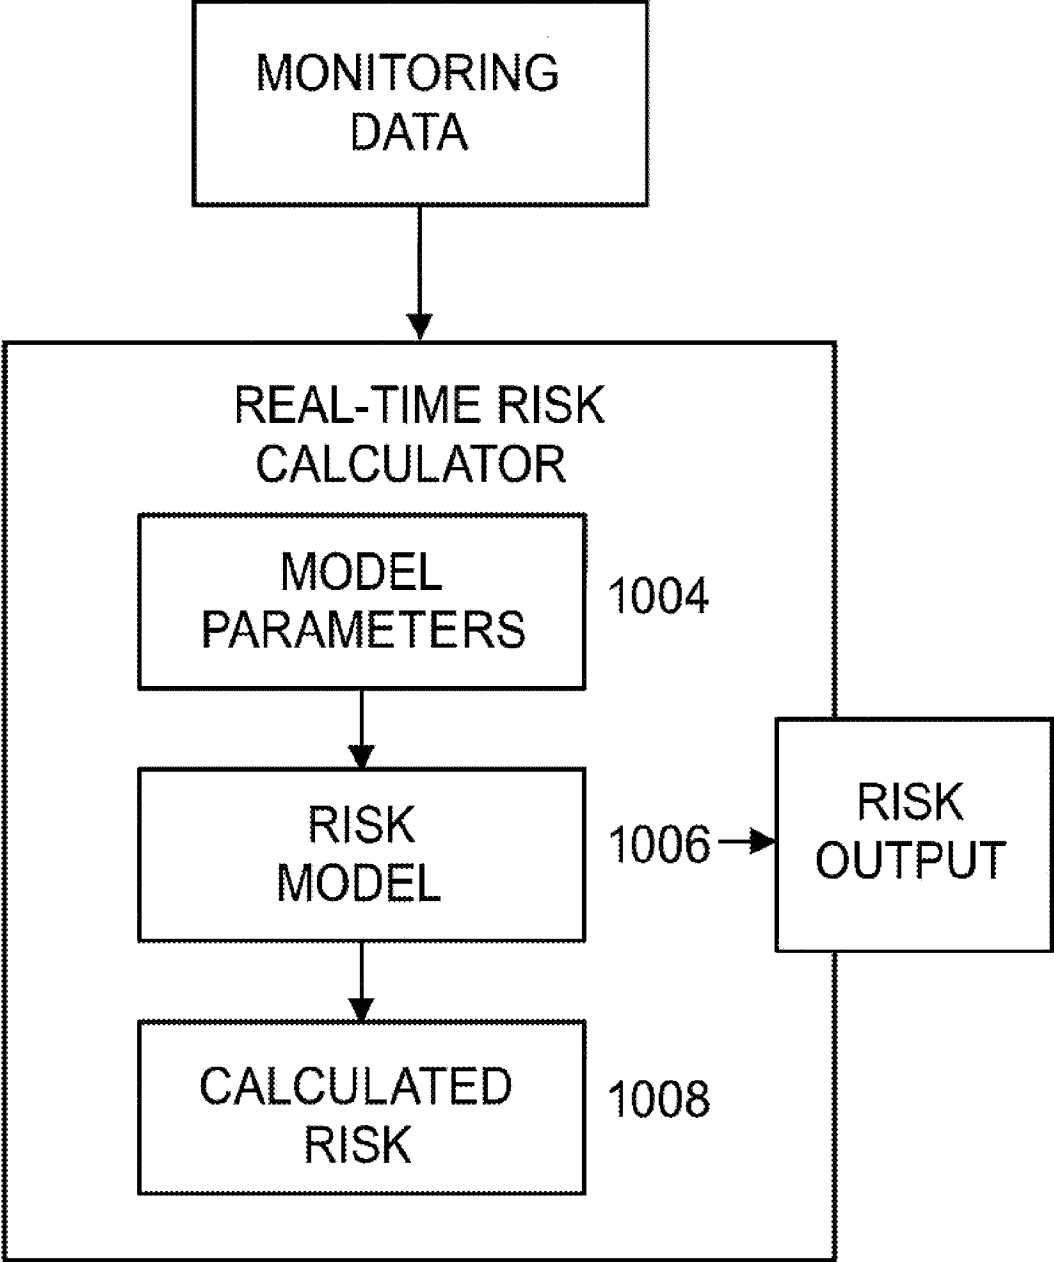 MONITORING
DATA
REAL-TIME RISK
CALCULATOR
MODEL
PARAMETERS
1004
RISK
MODEL
1006
RISK
OUTPUT
CALCULATED
RISK
1008